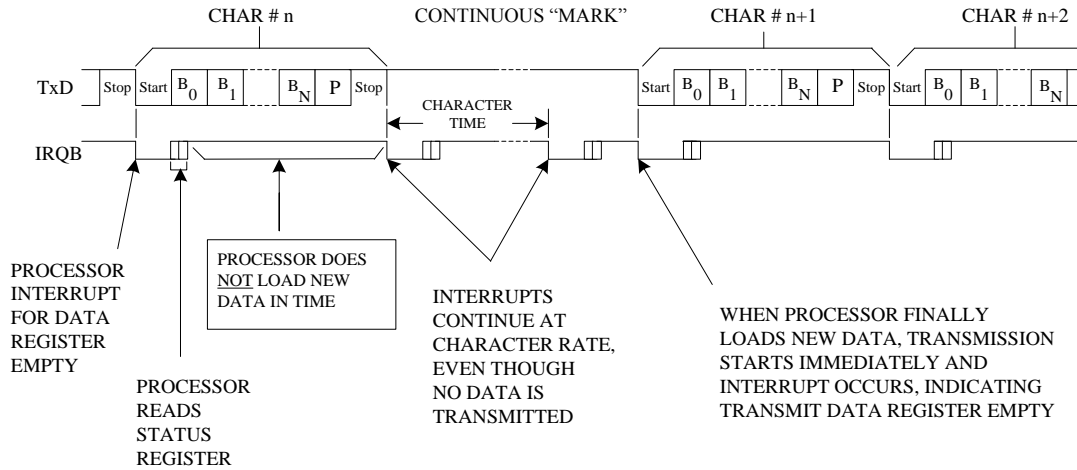 CHAR # n
CONTINUOUS “MARK”
CHAR # n+1
CHAR # n+2
TxD
Stop
Start
B0
B1
BN
P
Stop
Start
B0
B1
BN
P
Stop
Start
B0
B1
BN
CHARACTER
TIME
IRQB
PROCESSOR
INTERRUPT
FOR DATA
REGISTER
EMPTY
PROCESSOR
READS
STATUS
REGISTER
PROCESSOR DOES
NOT LOAD NEW
DATA IN TIME
INTERRUPTS
CONTINUE AT
CHARACTER RATE,
EVEN THOUGH
NO DATA IS
TRANSMITTED
WHEN PROCESSOR FINALLY
LOADS NEW DATA, TRANSMISSION
STARTS IMMEDIATELY AND
INTERRUPT OCCURS, INDICATING
TRANSMIT DATA REGISTER EMPTY